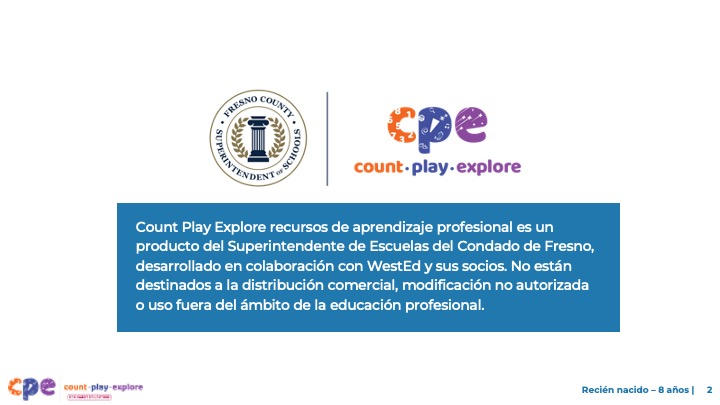 FRESNO COUNTY
SUPERINTENDENT OF SCHOOLS
cpe
count·play·explore
Count Play Explore recursos de aprendizaje profesional es un
producto del Superintendente de Escuelas del Condado de Fresno,
desarrollado en colaboración con WestEd y sus socios. No están
destinados a la distribución comercial, modificación no autorizada
o uso fuera del ámbito de la educación profesional.
cpe
count·play·explore
Recién nacido – 8 años | 2